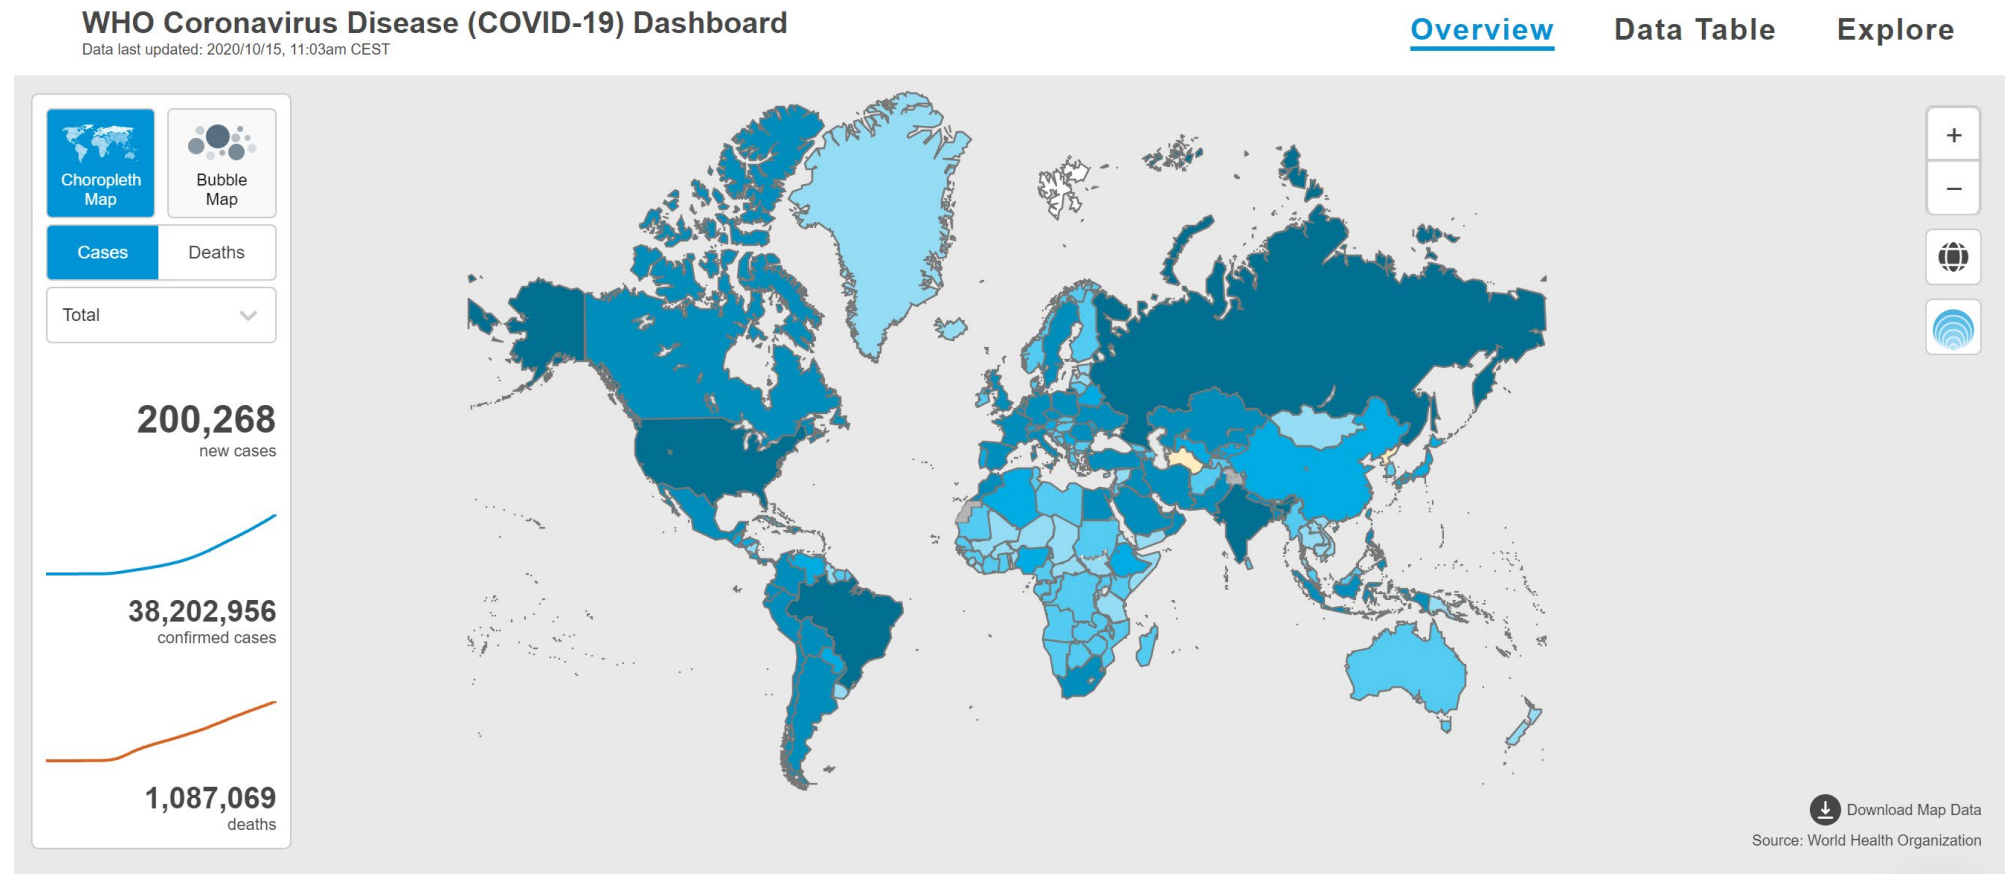 WHO Coronavirus Disease (COVID-19) Dashboard
Data last updated: 2020/10/15, 11:03am CEST
Overview
Data Table
Explore
Choropleth
Map
Bubble
Map
Cases
Deaths
Total
200,268
new cases
38,202,956
confirmed cases
1,087,069
deaths
+
−
Download Map Data
Source: World Health Organization